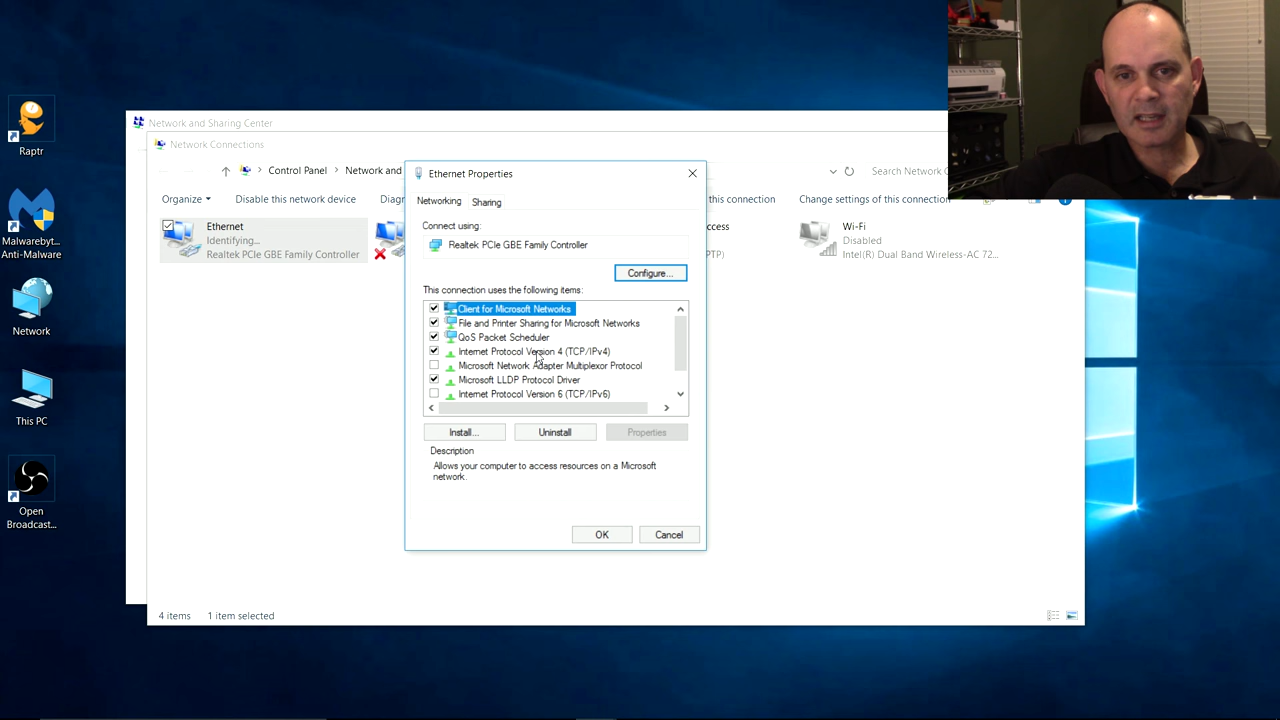 Raptr
Malwarebyt...
Anti-Malware
Network
This PC
Open
Broadcast...
Network and Sharing Center
Network Connections
Control Panel
Network and
Search Network
Organize
Disable this network device
this connection
Change settings of this connection
Ethernet
Identifying...
Realtek PCIe GBE Family Controller
Wi-Fi
Disabled
Intel(R) Dual Band Wireless-AC 72...
Ethernet Properties
Networking
Sharing
Connect using:
Realtek PCIe GBE Family Controller
Configure...
This connection uses the following items:
Client for Microsoft Networks
File and Printer Sharing for Microsoft Networks
QoS Packet Scheduler
Internet Protocol Version 4 (TCP/IPv4)
Microsoft Network Adapter Multiplexor Protocol
Microsoft LLDP Protocol Driver
Internet Protocol Version 6 (TCP/IPv6)
Install...
Uninstall
Properties
Description
Allows your computer to access resources on a Microsoft
network.
OK
Cancel
4 items
1 item selected